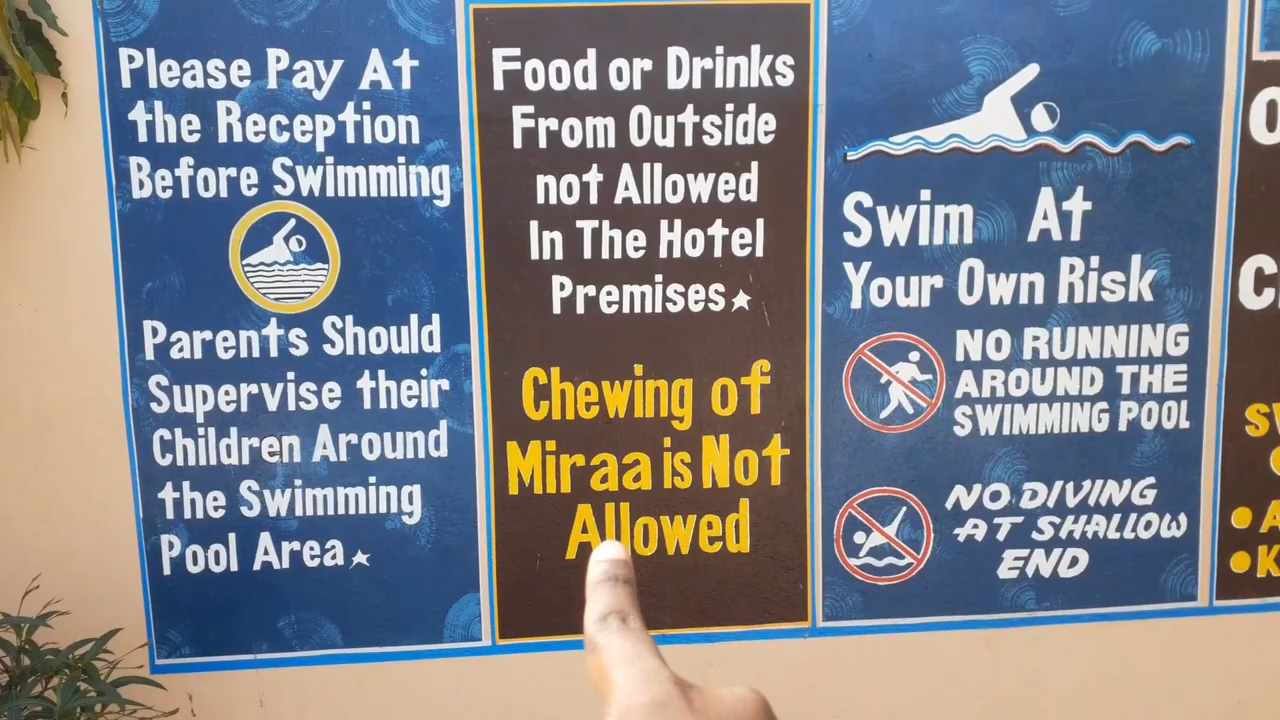 Please Pay At
the Reception
Before Swimming
Parents Should
Supervise their
Children Around
the Swimming
Pool Area
Food or Drinks
From Outside
not Allowed
In The Hotel
Premises
Chewing of
Miraa is Not
Allowed
Swim At
Your Own Risk
NO RUNNING
AROUND THE
SWIMMING POOL
NO DIVING
AT SHALLOW
END